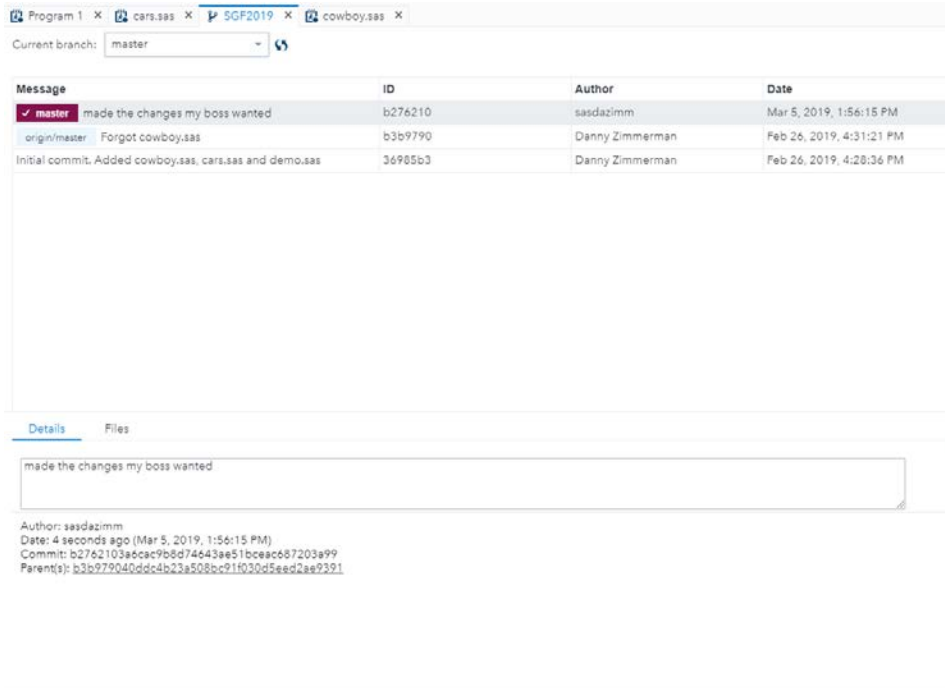 Program 1 × cars.sas × SGF2019 × cowboy.sas ×
Current branch: master
Message ID Author Date
✓ master made the changes my boss wanted b276210 sasdazimm Mar 5, 2019, 1:56:15 PM
origin/master Forgot cowboy.sas b3b9790 Danny Zimmerman Feb 26, 2019, 4:31:21 PM
Initial commit. Added cowboy.sas, cars.sas and demo.sas 36985b3 Danny Zimmerman Feb 26, 2019, 4:28:36 PM
Details Files
made the changes my boss wanted
Author: sasdazimm
Date: 4 seconds ago (Mar 5, 2019, 1:56:15 PM)
Commit: b2762103a6cac9b8d74643ae51bceac687203a99
Parent(s): b3b979040ddc4b23a508bc91f030d5eed2ae9391